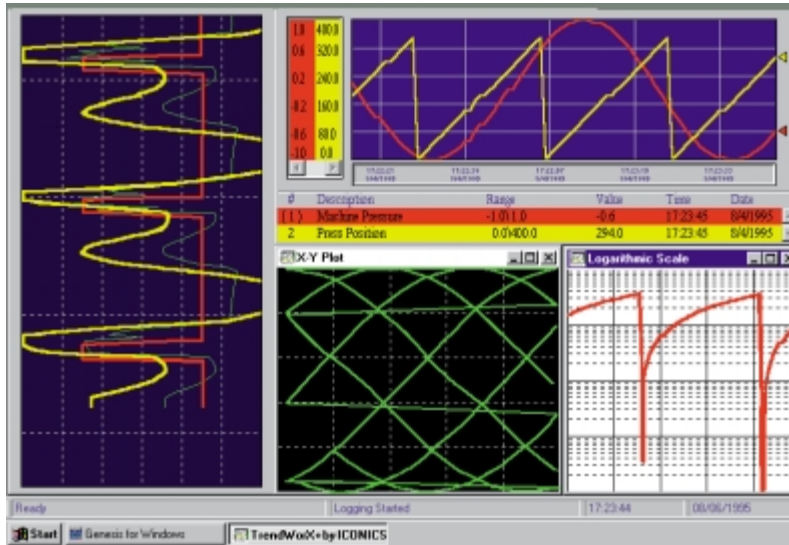 1.0 400.0
0.6 320.0
0.2 240.0
-0.2 160.0
-0.6 80.0
-1.0 0.0
# Description Range Value Time Date
(1) Machine Pressure -1.0\1.0 -0.6 17:23:45 8/4/1995
2 Press Position 0.0\400.0 294.0 17:23:45 8/4/1995
X-Y Plot
Logarithmic Scale
Ready Logging Started 17:23:44 08/06/1995
Start Genesis for Windows TrendWorX+ by ICONICS